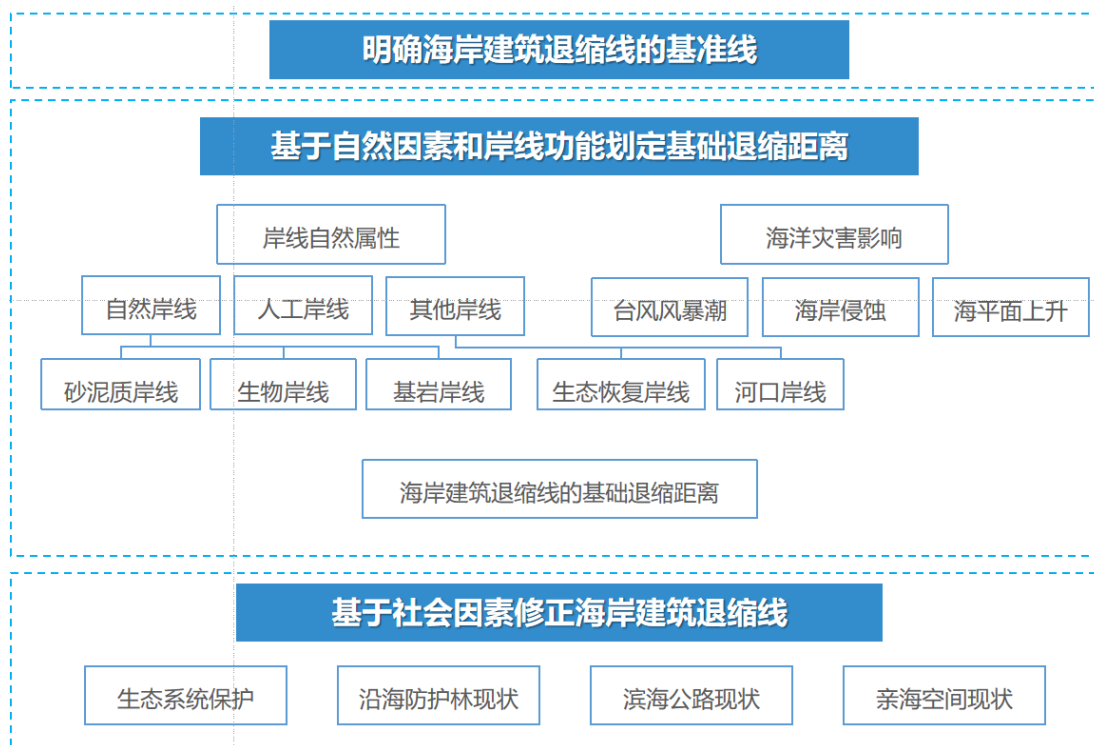 明确海岸建筑退缩线的基准线
基于自然因素和岸线功能划定基础退缩距离
岸线自然属性
海洋灾害影响
自然岸线
人工岸线
其他岸线
台风风暴潮
海岸侵蚀
海平面上升
砂泥质岸线
生物岸线
基岩岸线
生态恢复岸线
河口岸线
海岸建筑退缩线的基础退缩距离
基于社会因素修正海岸建筑退缩线
生态系统保护
沿海防护林现状
滨海公路现状
亲海空间现状